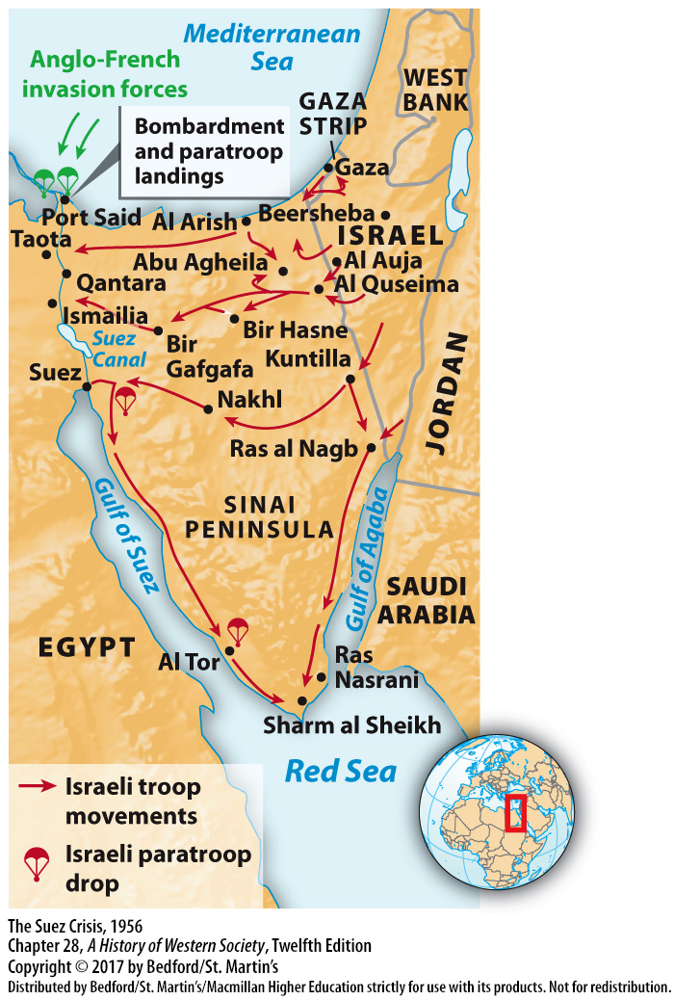 Mediterranean
Sea
Anglo-French
invasion forces
WEST
BANK
GAZA
STRIP
Bombardment
and paratroop
landings
Gaza
Port Said
Al Arish
Beersheba
Taota
ISRAEL
Abu Agheila
Al Auja
Qantara
Al Quseima
Ismailia
Suez
Canal
Bir
Gafgafa
Bir Hasne
Kuntilla
Suez
Nakhl
JORDAN
Ras al Nagb
Gulf of Suez
SINAI
PENINSULA
Gulf of Aqaba
SAUDI
ARABIA
EGYPT
Al Tor
Ras
Nasrani
Sharm al Sheikh
Red Sea
Israeli troop
movements
Israeli paratroop
drop
The Suez Crisis, 1956
Chapter 28, A History of Western Society, Twelfth Edition
Copyright © 2017 by Bedford/St. Martin’s
Distributed by Bedford/St. Martin’s/Macmillan Higher Education strictly for use with its products. Not for redistribution.